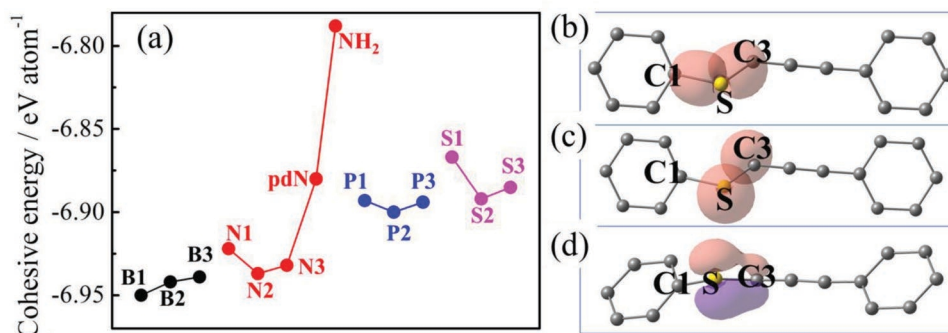 Cohesive energy / eV atom⁻¹
-6.80
-6.85
-6.90
-6.95
(a)
B1
B2
B3
N1
N2
N3
pdN
NH₂
P1
P2
P3
S1
S2
S3
(b)
C1
S
C3
(c)
C1
S
C3
(d)
C1
S
C3